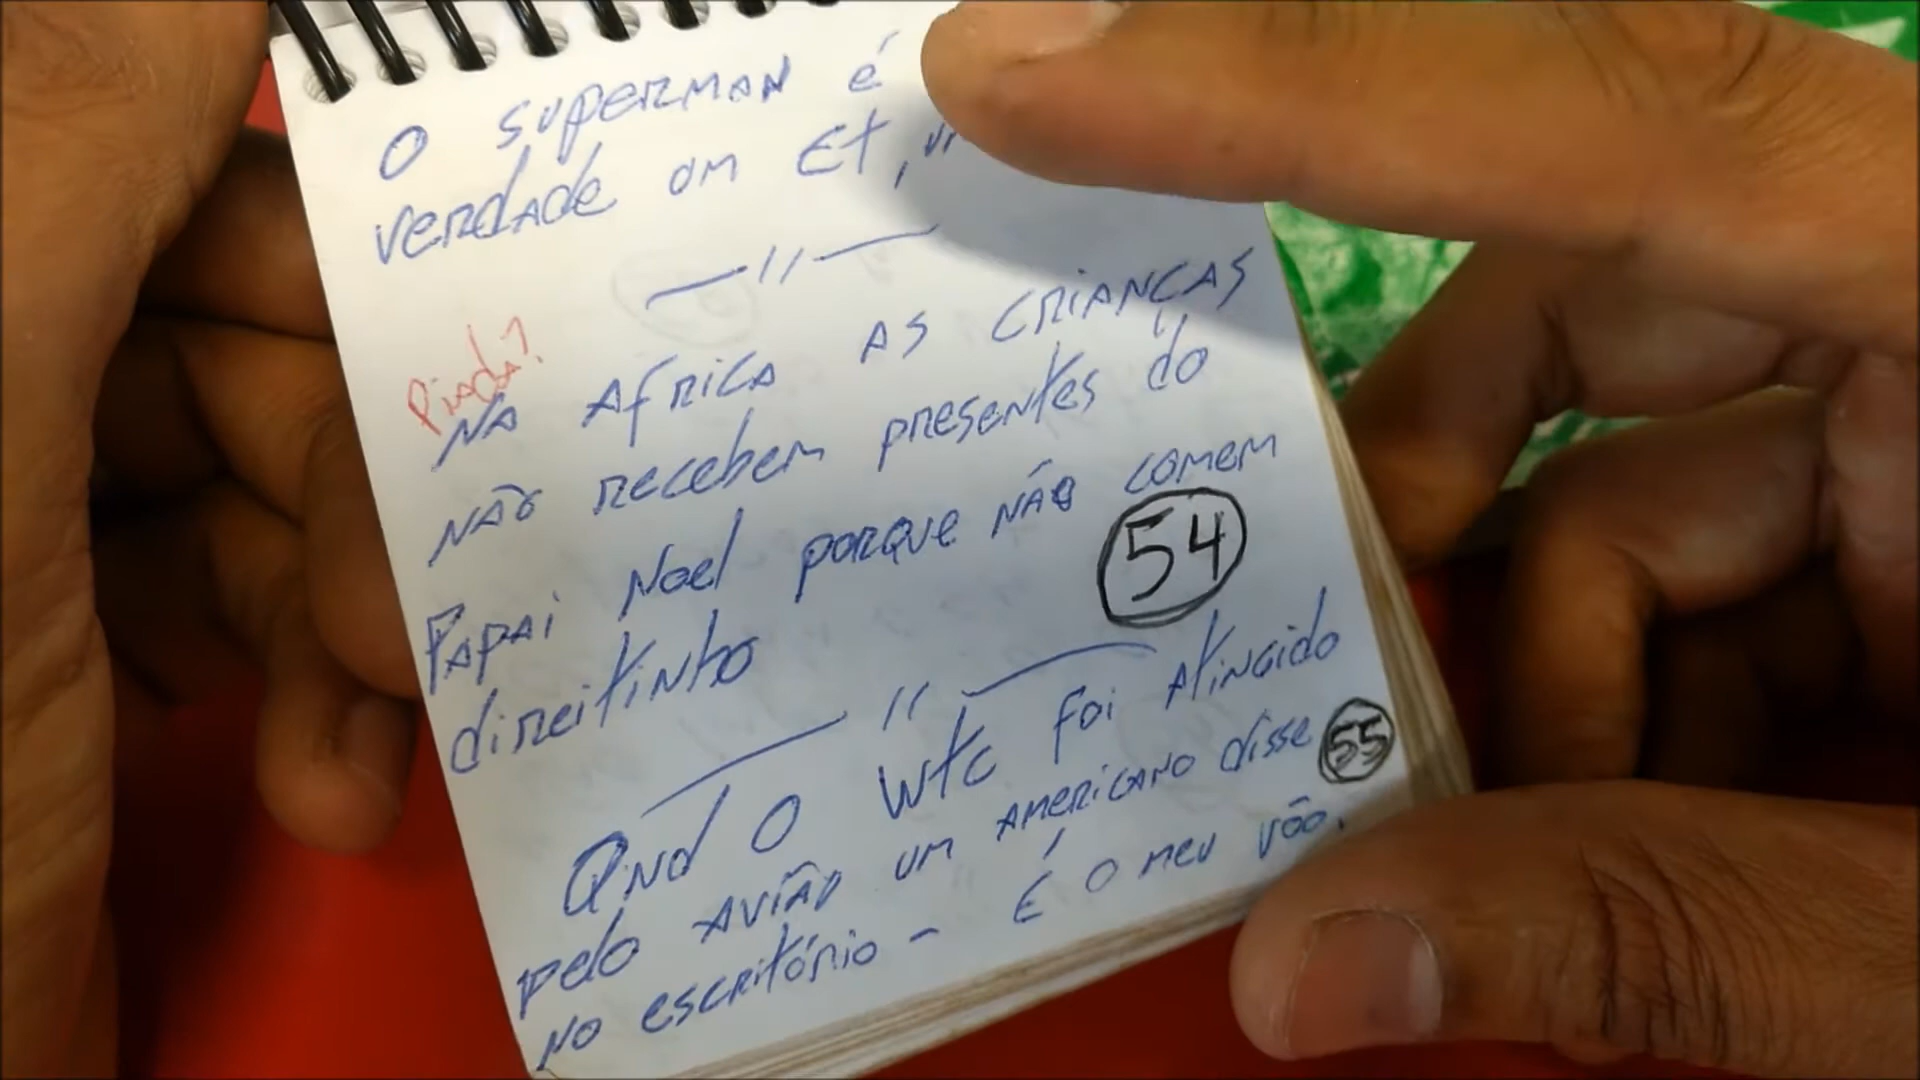 O superman é
verdade um Et,
— // —
Piada?
NA Africa AS CRIANÇAS
NÃO recebem presentes do
PAPAi Noel porque NÃO comem
direitinho
54
— // —
Qnd O wtc foi Atingido
pelo AviÃo um AmericANO disse
55
NO escritório - É o meu vôo.